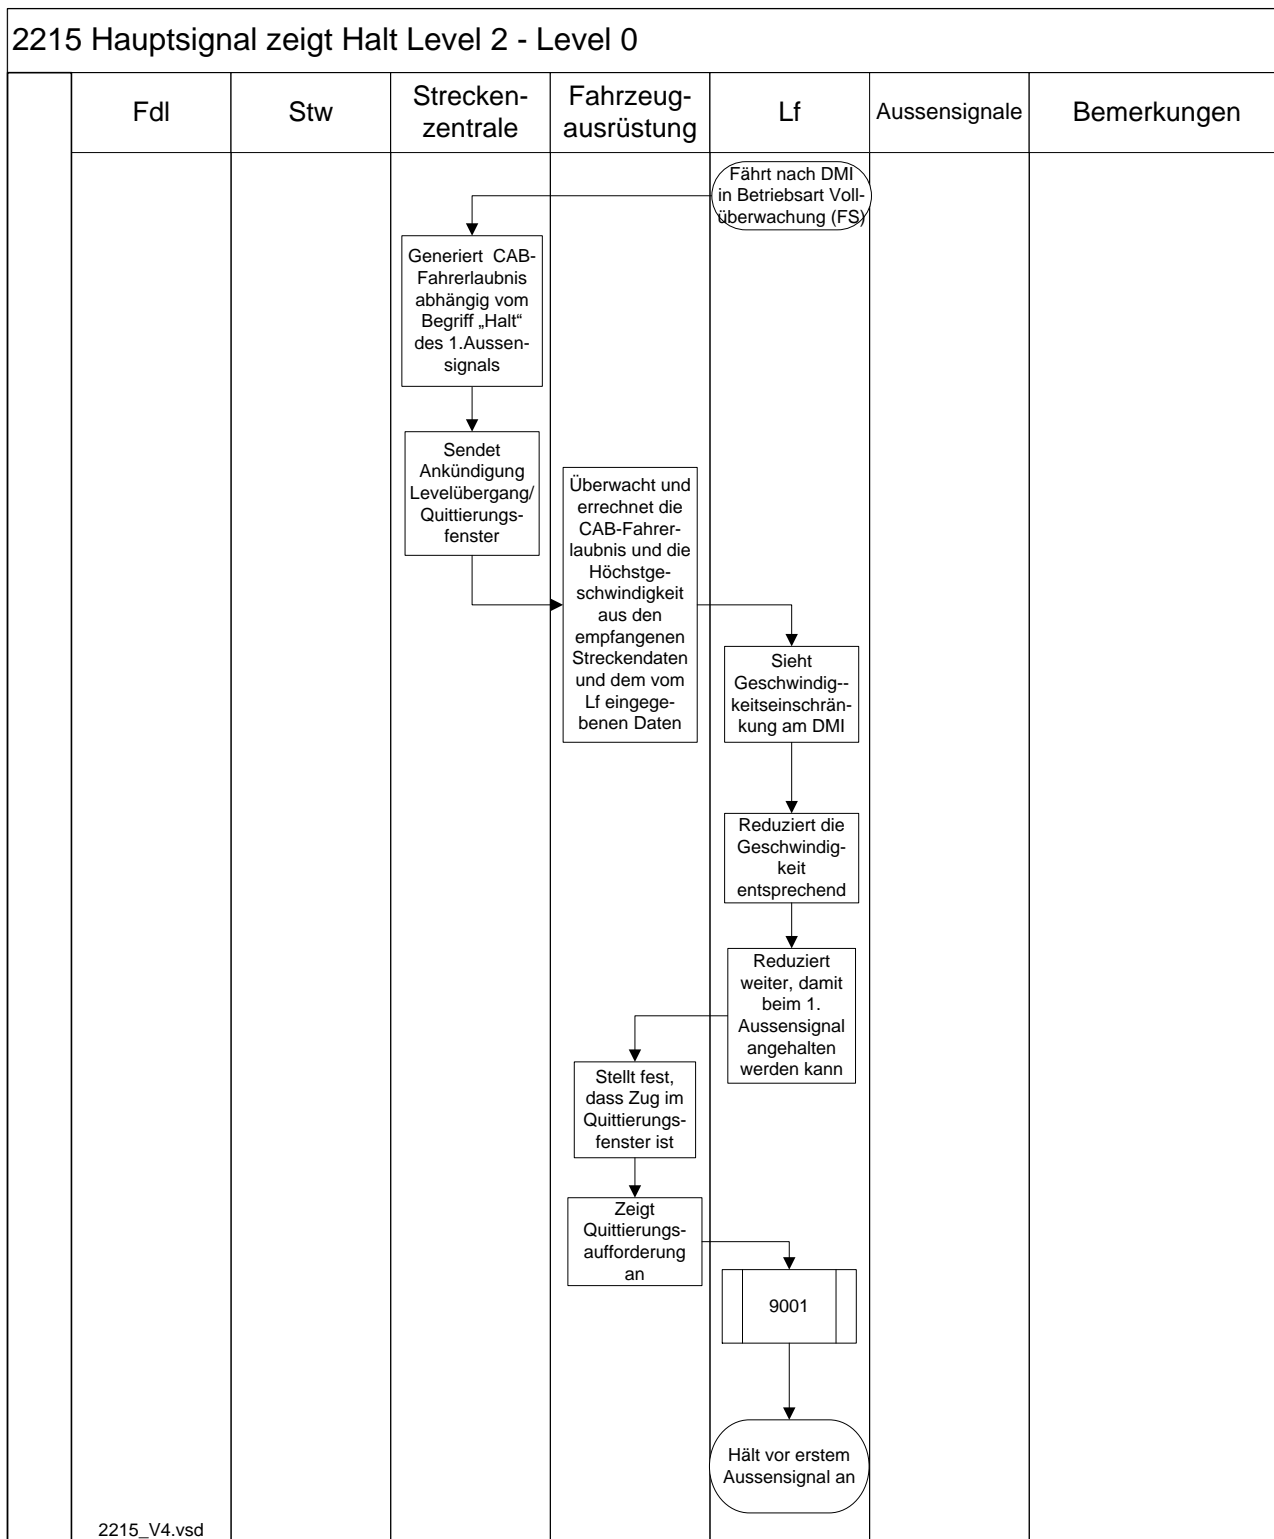 2215 Hauptsignal zeigt Halt Level 2 - Level 0
Fdl
Stw
Strecken-
zentrale
Fahrzeug-
ausrüstung
Lf
Aussensignale
Bemerkungen
Fährt nach DMI
in Betriebsart Voll-
überwachung (FS)
Generiert CAB-
Fahrerlaubnis
abhängig vom
Begriff „Halt“
des 1.Aussen-
signals
Sendet
Ankündigung
Levelübergang/
Quittierungs-
fenster
Überwacht und
errechnet die
CAB-Fahrer-
laubnis und die
Höchstge-
schwindigkeit
aus den
empfangenen
Streckendaten
und dem vom
Lf eingege-
benen Daten
Sieht
Geschwindig--
keitseinschrän-
kung am DMI
Reduziert die
Geschwindig-
keit
entsprechend
Reduziert
weiter, damit
beim 1.
Aussensignal
angehalten
werden kann
Stellt fest,
dass Zug im
Quittierungs-
fenster ist
Zeigt
Quittierungs-
aufforderung
an
9001
Hält vor erstem
Aussensignal an
2215_V4.vsd